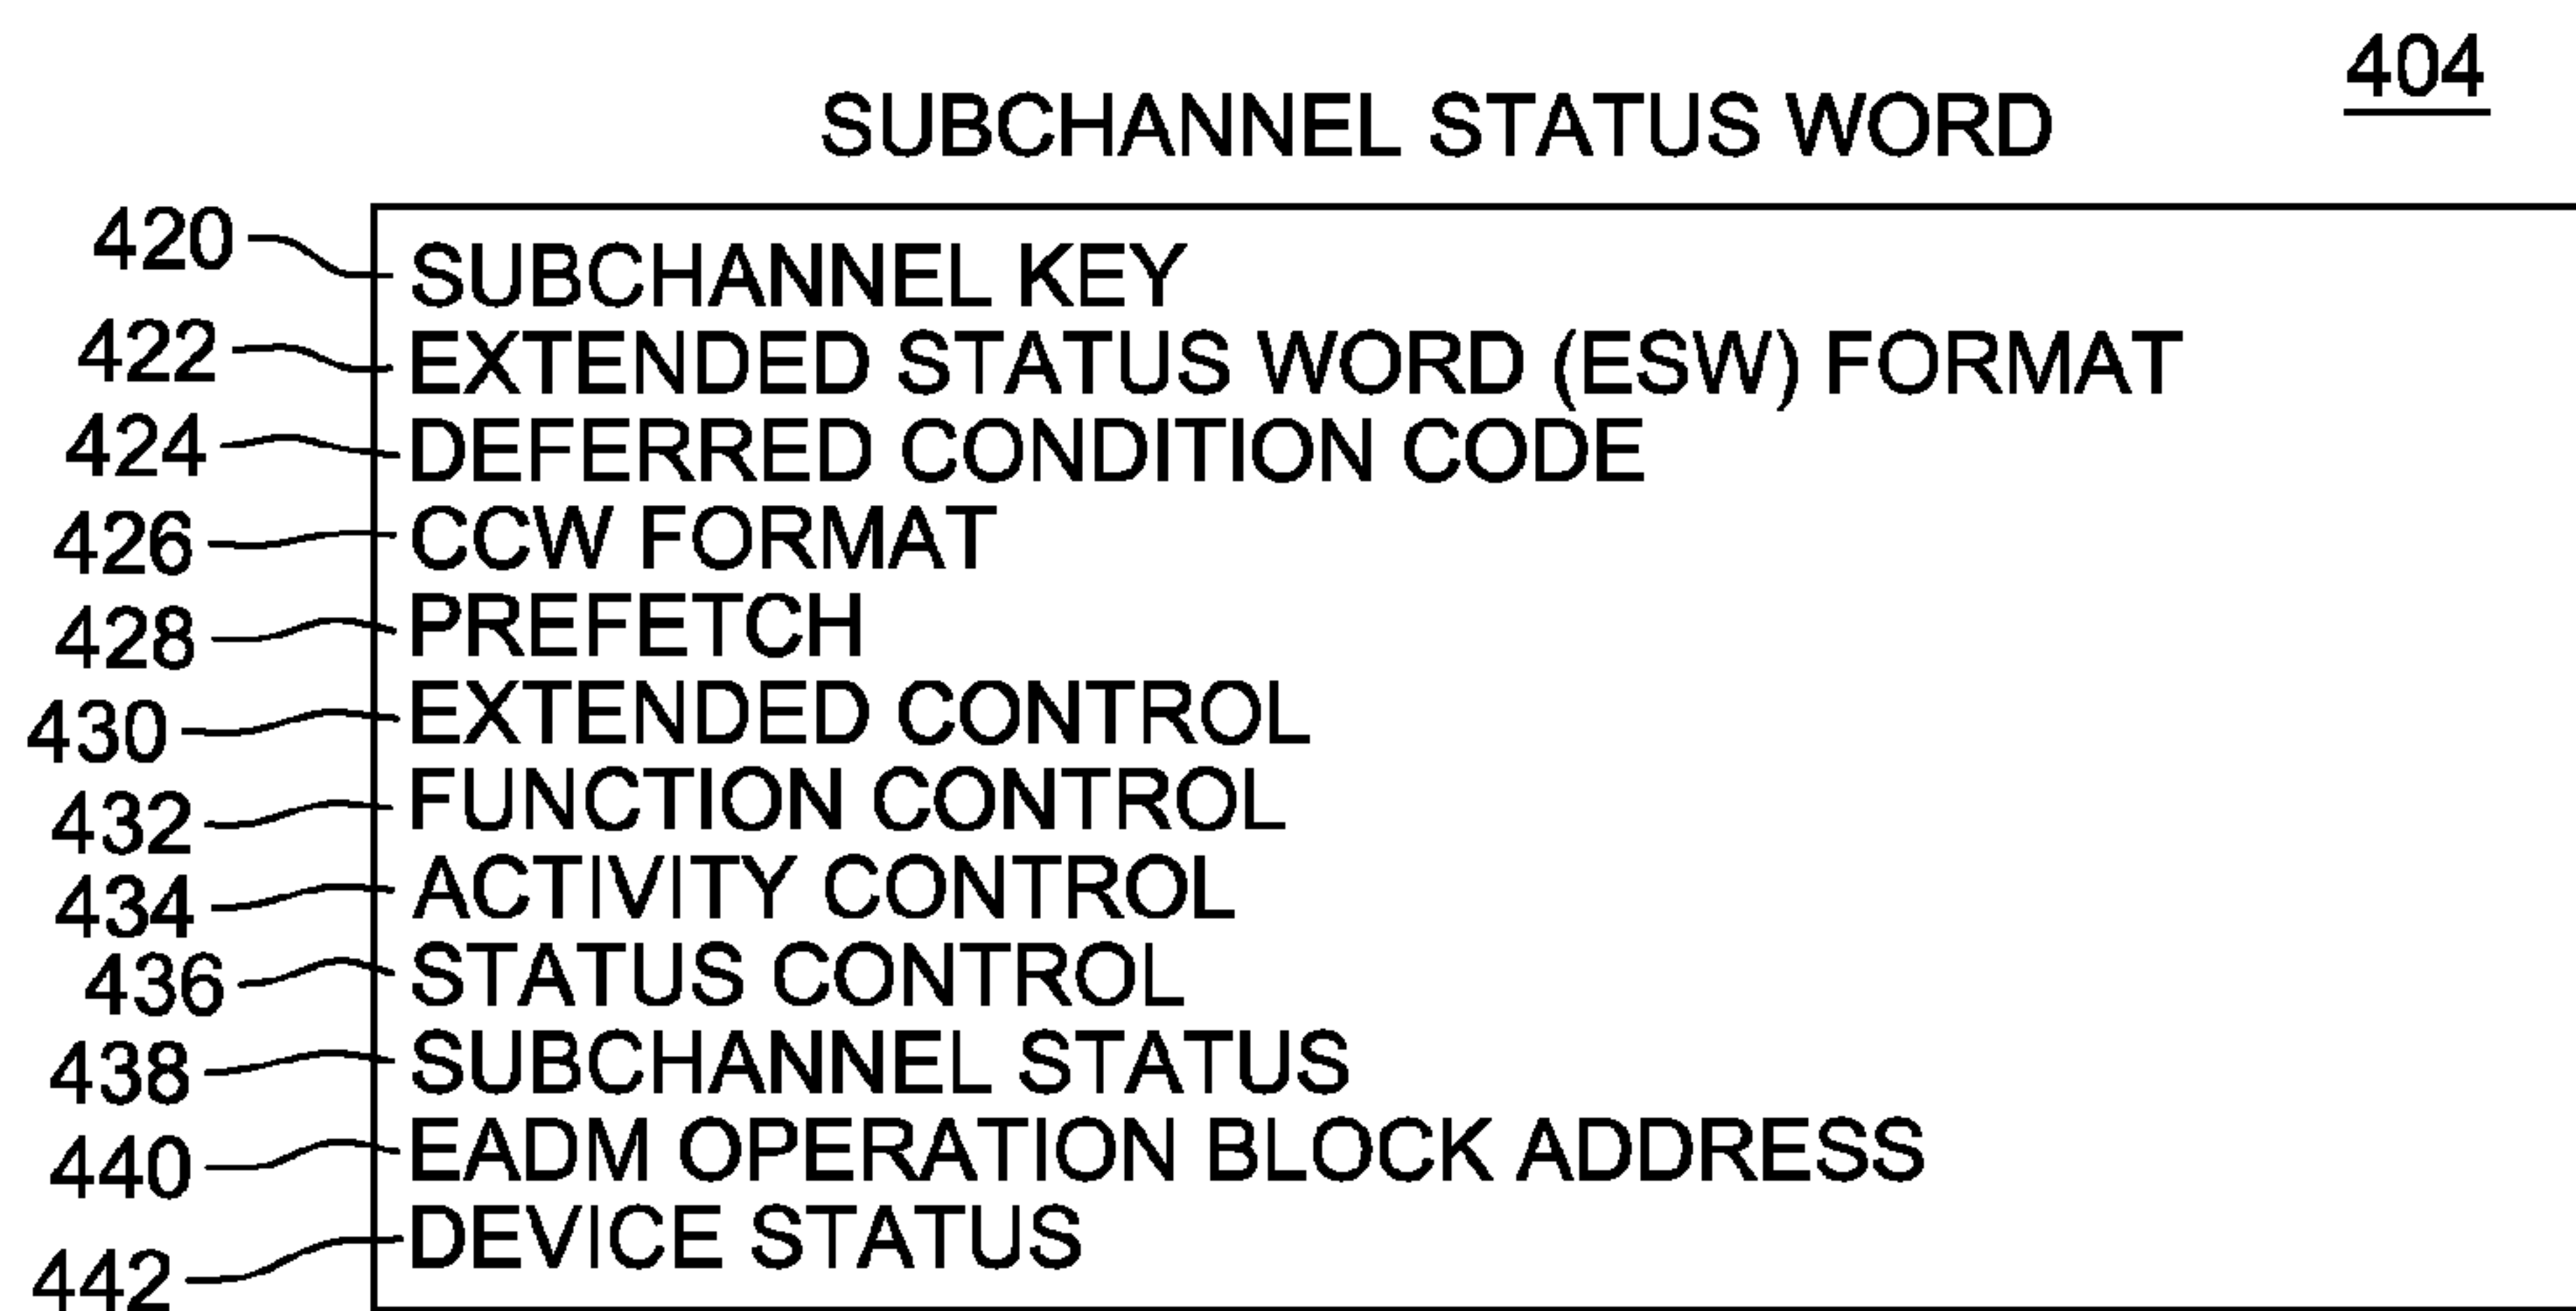 404
SUBCHANNEL STATUS WORD
420 SUBCHANNEL KEY
422 EXTENDED STATUS WORD (ESW) FORMAT
424 DEFERRED CONDITION CODE
426 CCW FORMAT
428 PREFETCH
430 EXTENDED CONTROL
432 FUNCTION CONTROL
434 ACTIVITY CONTROL
436 STATUS CONTROL
438 SUBCHANNEL STATUS
440 EADM OPERATION BLOCK ADDRESS
442 DEVICE STATUS